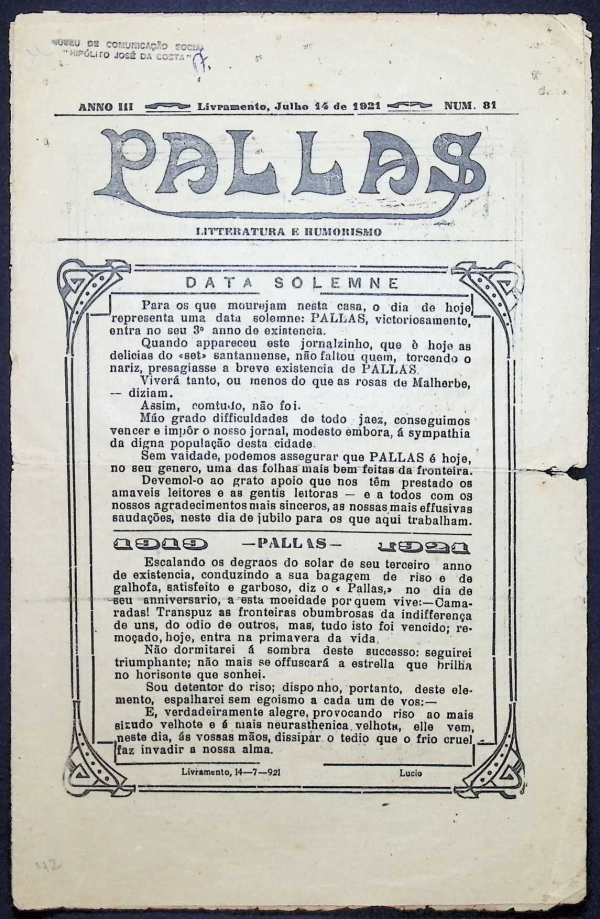 MUSEU DE COMUNICAÇÃO SOCIAL
"HIPÓLITO JOSÉ DA COSTA"
ANNO III Livramento, Julho 14 de 1921 NUM. 81
PALLAS
LITTERATURA E HUMORISMO
DATA SOLEMNE
Para os que mourejam nesta casa, o dia de hoje
representa uma data solemne: PALLAS, victoriosamente,
entra no seu 3º anno de existencia.
Quando appareceu este jornalzinho, que è hoje as
delicias do «set» santannense, não faltou quem, torcendo o
nariz, presagiasse a breve existencia de PALLAS.
Viverá tanto, ou menos do que as rosas de Malherbe,
— diziam.
Assim, comtudo, não foi.
Máo grado difficuldades de todo jaez, conseguimos
vencer e impôr o nosso jornal, modesto embora, á sympathia
da digna população desta cidade.
Sem vaidade, podemos assegurar que PALLAS é hoje,
no seu genero, uma das folhas mais bem feitas da fronteira.
Devemol-o ao grato apoio que nos têm prestado os
amaveis leitores e as gentis leitoras — e a todos com os
nossos agradecimentos mais sinceros, as nossas mais effusivas
saudações, neste dia de jubilo para os que aqui trabalham.
1919 —PALLAS— 1921
Escalando os degraos do solar de seu terceiro anno
de existencia, conduzindo a sua bagagem de riso e de
galhofa, satisfeito e garboso, diz o « Pallas,» no dia de
seu anniversario, a esta moeidade por quem vive:—Cama-
radas! Transpuz as fronteiras obumbrosas da indifferença
de uns, do odio de outros, mas, tudo isto foi vencido; re-
moçado, hoje, entra na primavera da vida.
Não dormitarei á sombra deste successo: seguirei
triumphante; não mais se offuscará a estrella que brilha
no horisonte que sonhei.
Sou detentor do riso; dispo nho, portanto, deste ele-
mento, espalharei sem egoismo a cada um de vos:—
E, verdadeiramente alegre, provocando riso ao mais
sizudo velhote e á mais neurasthenica velhota, elle vem,
neste dia, ás vossas mãos, dissipar o tedio que o frio cruel
faz invadir a nossa alma.
Livramento, 14—7—921 Lucio